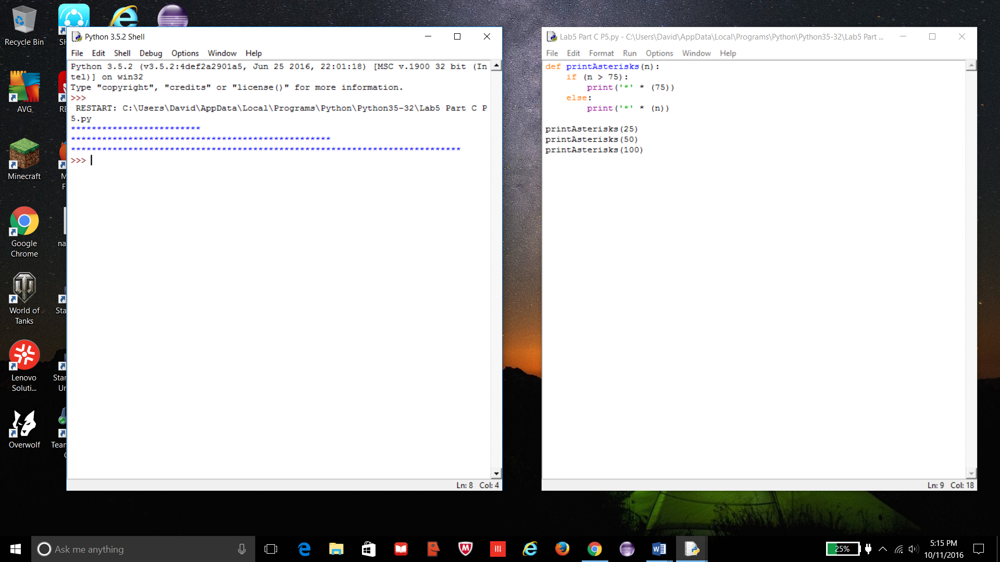 Recycle Bin
SH
AVG
RE
Minecraft
M
F
Google
Chrome
na
World of
Tanks
Sta
Lenovo
Soluti...
Star
Un
Overwolf
Team
Python 3.5.2 Shell
File Edit Shell Debug Options Window Help
Python 3.5.2 (v3.5.2:4def2a2901a5, Jun 25 2016, 22:01:18) [MSC v.1900 32 bit (In
tel)] on win32
Type "copyright", "credits" or "license()" for more information.
>>>
RESTART: C:\Users\David\AppData\Local\Programs\Python\Python35-32\Lab5 Part C P
5.py
*************************
**************************************************
***************************************************************************
>>>
Ln: 8 Col: 4
Lab5 Part C P5.py - C:\Users\David\AppData\Local\Programs\Python\Python35-32\Lab5 Part ...
File Edit Format Run Options Window Help
def printAsterisks(n):
    if (n > 75):
        print('*' * (75))
    else:
        print('*' * (n))
printAsterisks(25)
printAsterisks(50)
printAsterisks(100)
Ln: 9 Col: 18
Ask me anything
25%
5:15 PM
10/11/2016